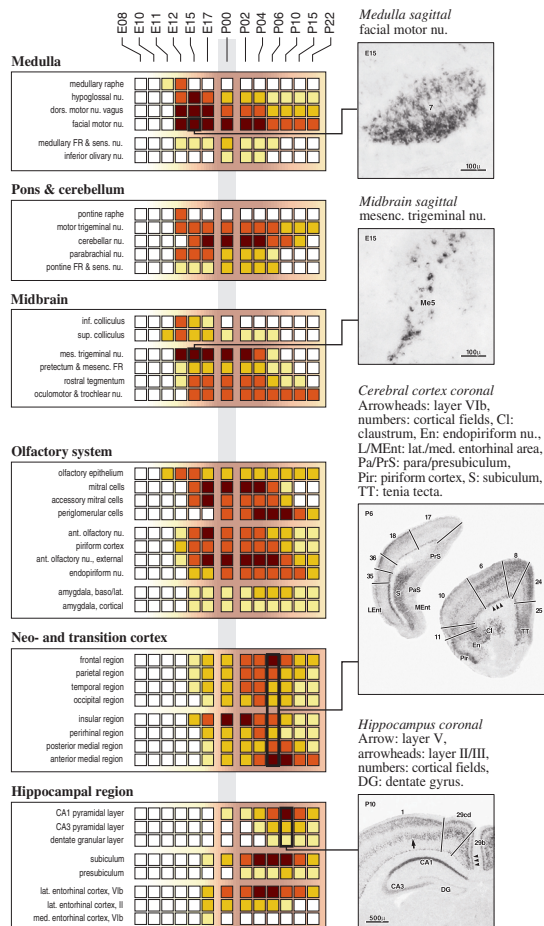 E08 E10 E11 E12 E15 E17 P00 P02 P04 P06 P10 P15 P22
Medulla
medullary raphe
hypoglossal nu.
dors. motor nu. vagus
facial motor nu.
medullary FR & sens. nu.
inferior olivary nu.
Pons & cerebellum
pontine raphe
motor trigeminal nu.
cerebellar nu.
parabrachial nu.
pontine FR & sens. nu.
Midbrain
inf. colliculus
sup. colliculus
mes. trigeminal nu.
pretectum & mesenc. FR
rostral tegmentum
oculomotor & trochlear nu.
Olfactory system
olfactory epithelium
mitral cells
accessory mitral cells
periglomerular cells
ant. olfactory nu.
piriform cortex
ant. olfactory nu., external
endopiriform nu.
amygdala, baso/lat.
amygdala, cortical
Neo- and transition cortex
frontal region
parietal region
temporal region
occipital region
insular region
perirhinal region
posterior medial region
anterior medial region
Hippocampal region
CA1 pyramidal layer
CA3 pyramidal layer
dentate granular layer
subiculum
presubiculum
lat. entorhinal cortex, VIb
lat. entorhinal cortex, II
med. entorhinal cortex, VIb
Medulla sagittal
facial motor nu.
E15
7
100μ
Midbrain sagittal
mesenc. trigeminal nu.
E15
Me5
100μ
Cerebral cortex coronal
Arrowheads: layer VIb,
numbers: cortical fields, Cl:
claustrum, En: endopiriform nu.,
L/MEnt: lat./med. entorhinal area,
Pa/PrS: para/presubiculum,
Pir: piriform cortex, S: subiculum,
TT: tenia tecta.
P6
17
18
PrS
36
35
S
PaS
LEnt
MEnt
8
6
24
10
25
11
Cl
TT
En
Pir
Hippocampus coronal
Arrow: layer V,
arrowheads: layer II/III,
numbers: cortical fields,
DG: dentate gyrus.
P10
1
29cd
29b
CA1
CA3
DG
500μ